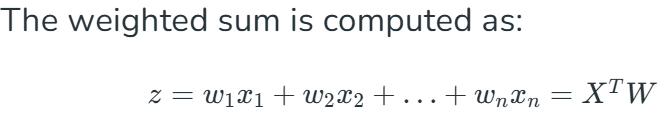 The weighted sum is computed as:
z = w₁x₁ + w₂x₂ + . . . + wₙxₙ = XᵀW